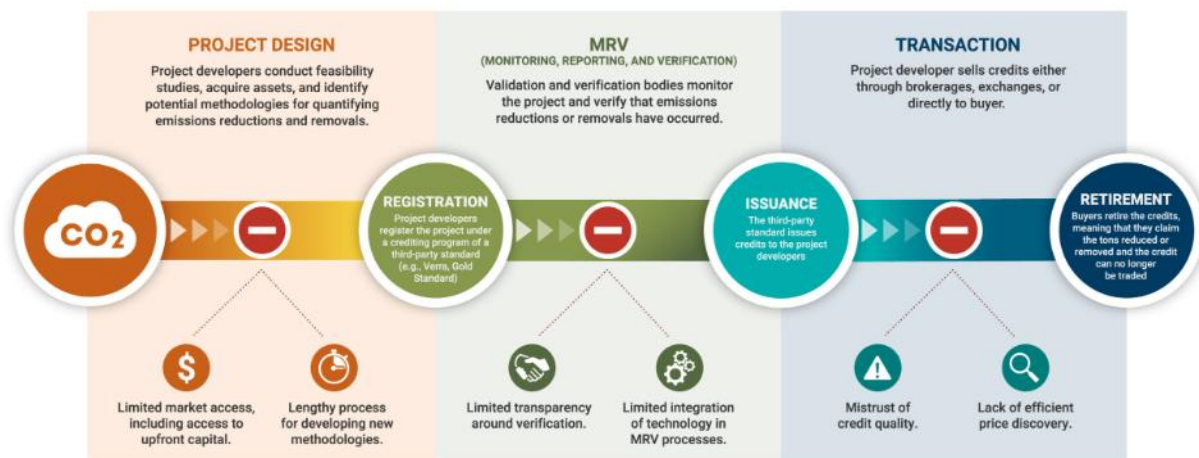 PROJECT DESIGN
Project developers conduct feasibility
studies, acquire assets, and identify
potential methodologies for quantifying
emissions reductions and removals.
MRV
(MONITORING, REPORTING, AND VERIFICATION)
Validation and verification bodies monitor
the project and verify that emissions
reductions or removals have occurred.
TRANSACTION
Project developer sells credits either
through brokerages, exchanges, or
directly to buyer.
CO2
REGISTRATION
Project developers
register the project under
a crediting program of a
third-party standard
(e.g., Verra, Gold
Standard)
ISSUANCE
The third-party
standard issues
credits to the project
developers
RETIREMENT
Buyers retire the credits,
meaning that they claim
the tons reduced or
removed and the credit
can no longer
be traded
Limited market access,
including access to
upfront capital.
Lengthy process
for developing new
methodologies.
Limited transparency
around verification.
Limited integration
of technology in
MRV processes.
Mistrust of
credit quality.
Lack of efficient
price discovery.